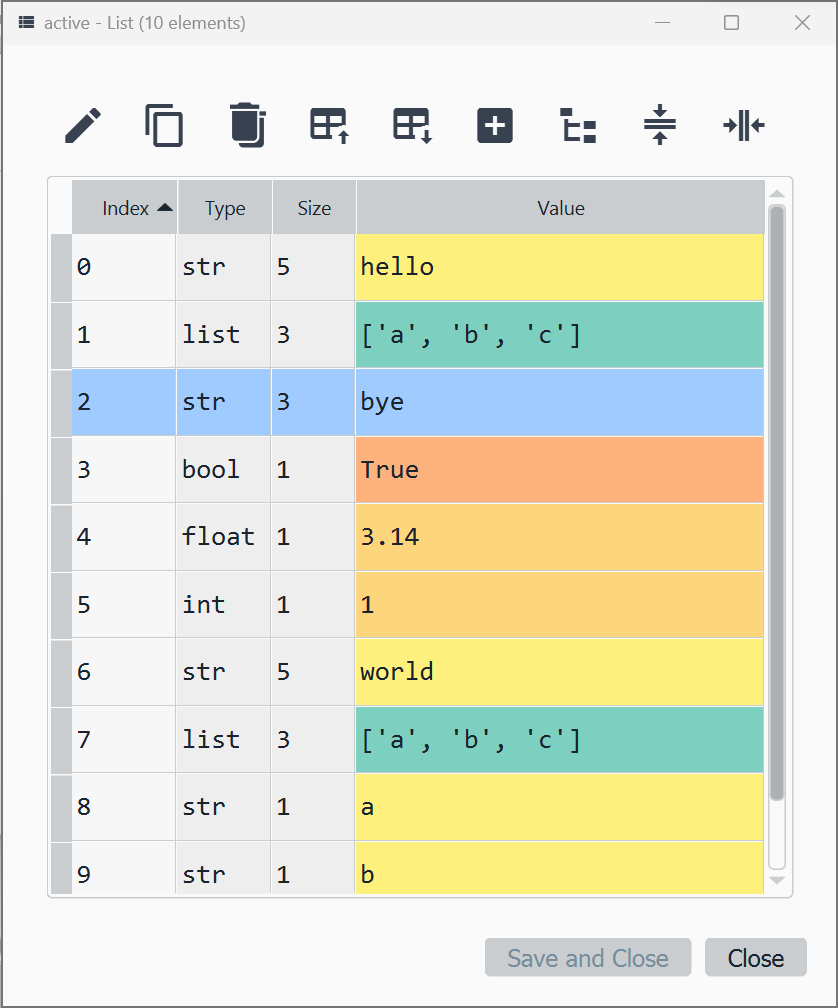 active - List (10 elements)
Index Type Size Value
0 str 5 hello
1 list 3 ['a', 'b', 'c']
2 str 3 bye
3 bool 1 True
4 float 1 3.14
5 int 1 1
6 str 5 world
7 list 3 ['a', 'b', 'c']
8 str 1 a
9 str 1 b
Save and Close Close